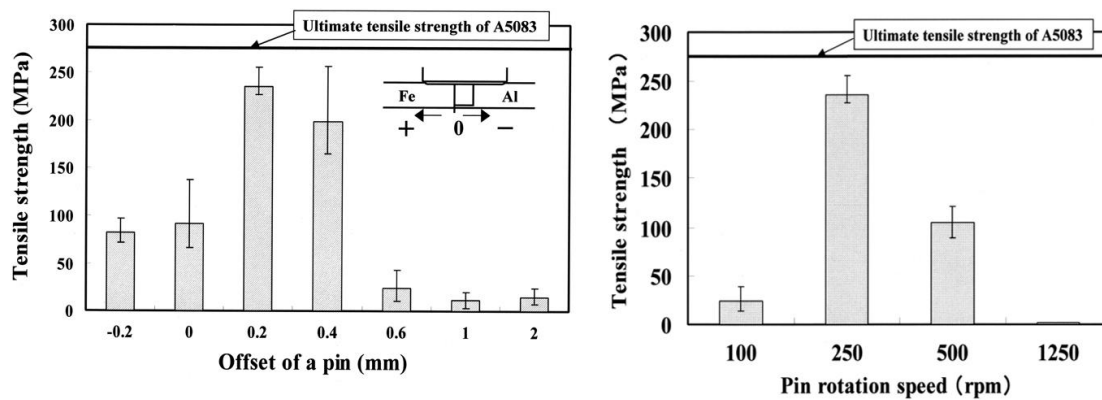 300
250
200
150
100
50
0
Tensile strength (MPa)
Ultimate tensile strength of A5083
Fe
Al
+ 0 −
-0.2 0 0.2 0.4 0.6 1 2
Offset of a pin (mm)
300
250
200
150
100
50
0
Tensile strength (MPa)
Ultimate tensile strength of A5083
100 250 500 1250
Pin rotation speed (rpm)